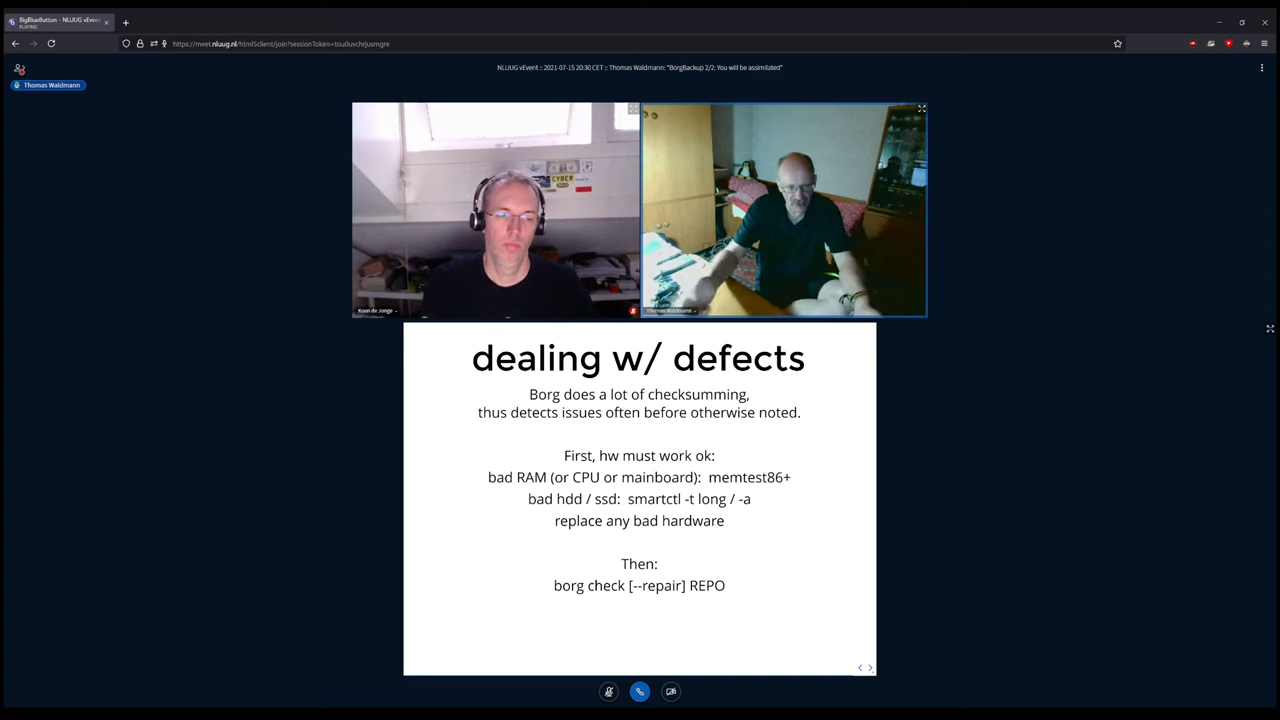 BigBlueButton - NLUUG vEvent
PLAYING
https://meet.nluug.nl/html5client/join?sessionToken=tou0uvchrjusmgre
NLUUG vEvent :: 2021-07-15 20:30 CET :: Thomas Waldmann: "BorgBackup 2/2: You will be assimilated"
Thomas Waldmann
CYBER
Koen de Jonge
Thomas Waldmann
dealing w/ defects
Borg does a lot of checksumming,
thus detects issues often before otherwise noted.
First, hw must work ok:
bad RAM (or CPU or mainboard): memtest86+
bad hdd / ssd: smartctl -t long / -a
replace any bad hardware
Then:
borg check [--repair] REPO